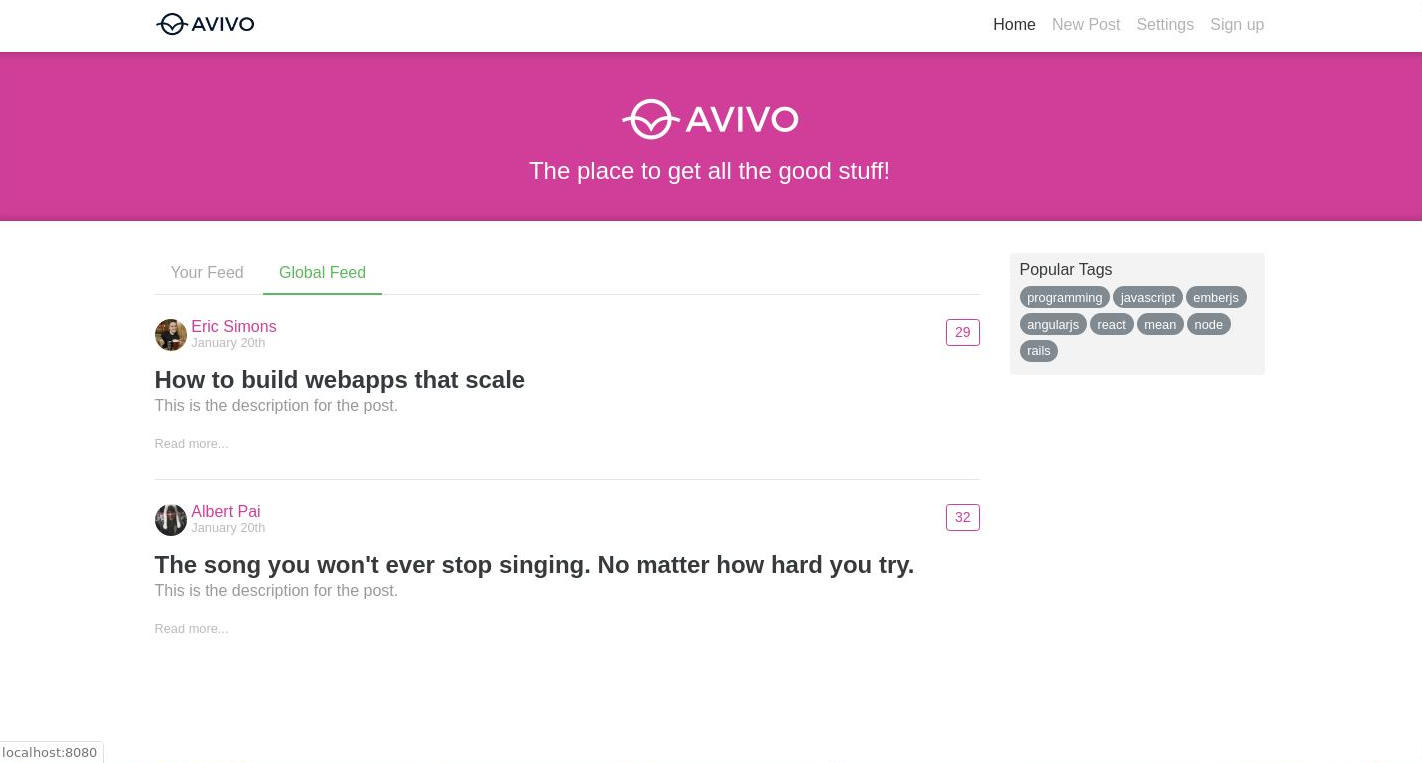 AVIVO
Home New Post Settings Sign up
AVIVO
The place to get all the good stuff!
Your Feed Global Feed
Eric Simons
January 20th
29
How to build webapps that scale
This is the description for the post.
Read more...
Albert Pai
January 20th
32
The song you won't ever stop singing. No matter how hard you try.
This is the description for the post.
Read more...
Popular Tags
programming javascript emberjs
angularjs react mean node
rails
localhost:8080